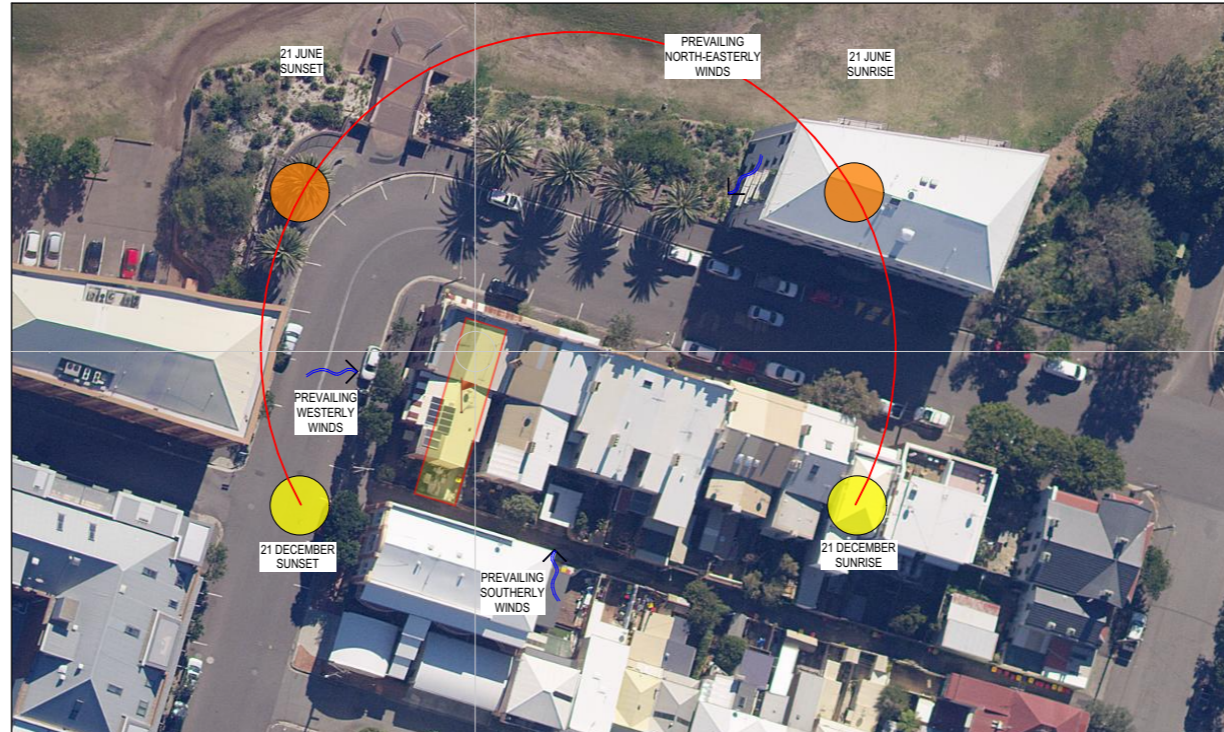 21 JUNE
SUNSET
PREVAILING
NORTH-EASTERLY
WINDS
21 JUNE
SUNRISE
PREVAILING
WESTERLY
WINDS
21 DECEMBER
SUNSET
PREVAILING
SOUTHERLY
WINDS
21 DECEMBER
SUNRISE